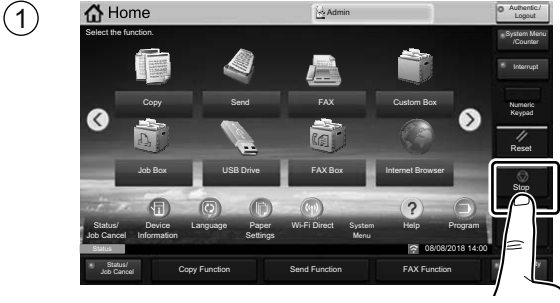 1
Home
Admin
Authentic./
Logout
Select the function.
System Menu
/Counter
Interrupt
Copy
Send
FAX
Custom Box
Numeric
Keypad
Reset
Job Box
USB Drive
FAX Box
Internet Browser
Stop
Status/
Job Cancel
Device
Information
Language
Paper
Settings
Wi-Fi Direct
System
Menu
Help
Program
Status
08/08/2018 14:00
Status/
Job Cancel
Copy Function
Send Function
FAX Function